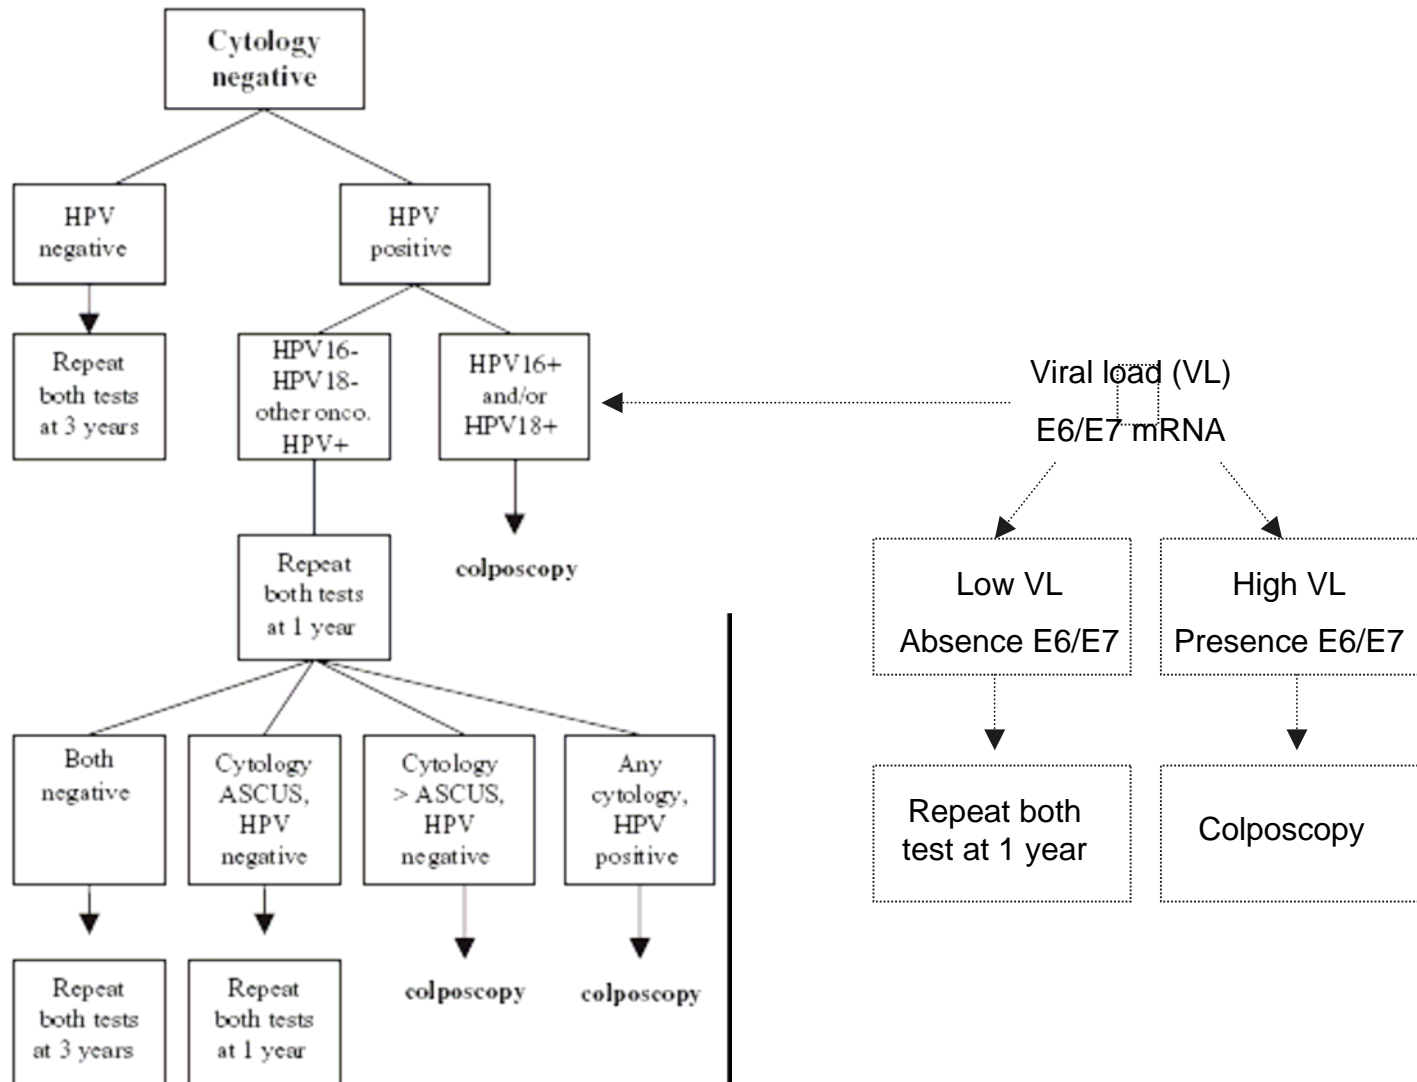 Cytology
negative
HPV
negative
HPV
positive
Repeat
both tests
at 3 years
HPV16-
HPV18-
other onco.
HPV+
HPV16+
and/or
HPV18+
Viral load (VL)
E6/E7 mRNA
Repeat
both tests
at 1 year
colposcopy
Low VL
Absence E6/E7
High VL
Presence E6/E7
Both
negative
Cytology
ASCUS,
HPV
negative
Cytology
> ASCUS,
HPV
negative
Any
cytology,
HPV
positive
Repeat both
test at 1 year
Colposcopy
Repeat
both tests
at 3 years
Repeat
both tests
at 1 year
colposcopy
colposcopy